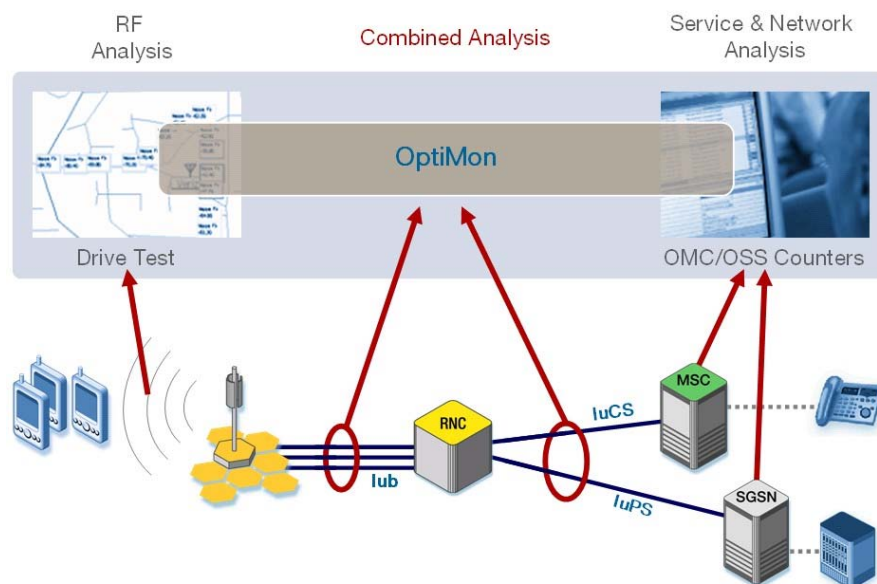 RF
Analysis
Combined Analysis
Service & Network
Analysis
OptiMon
Drive Test
OMC/OSS Counters
MSC
IuCS
RNC
Iub
IuPS
SGSN